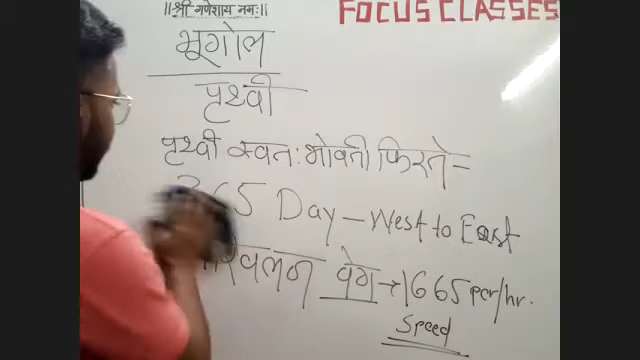 ॥श्री गणेशाय नमः॥
FOCUS CLASSES
भूगोल
पृथ्वी
पृथ्वी स्वतःभोवती फिरते–
365 Day – West to East
परिवलन वेग → 1665 per/hr.
Speed